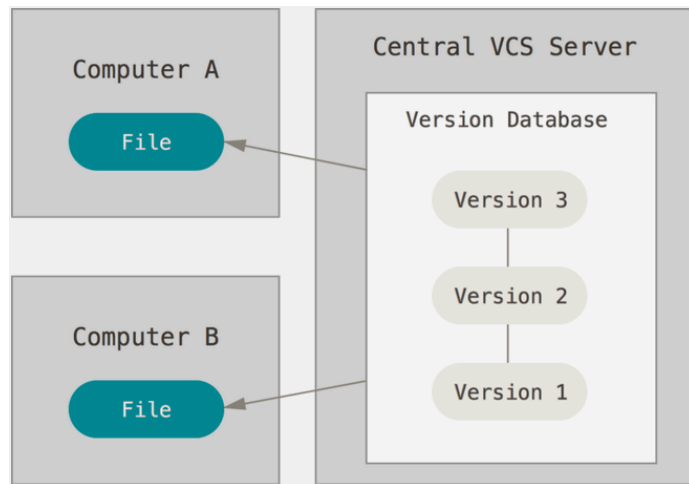 Computer A
File
Computer B
File
Central VCS Server
Version Database
Version 3
Version 2
Version 1